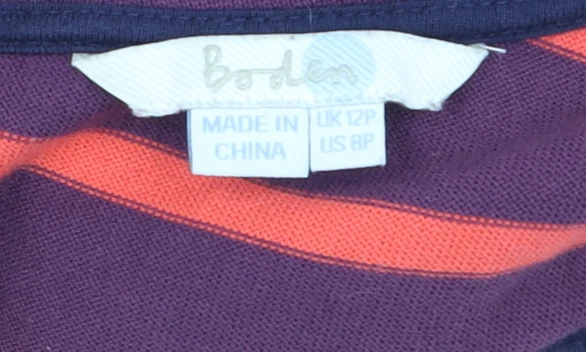 Boden
MADE IN
CHINA
UK 12P
US 8P